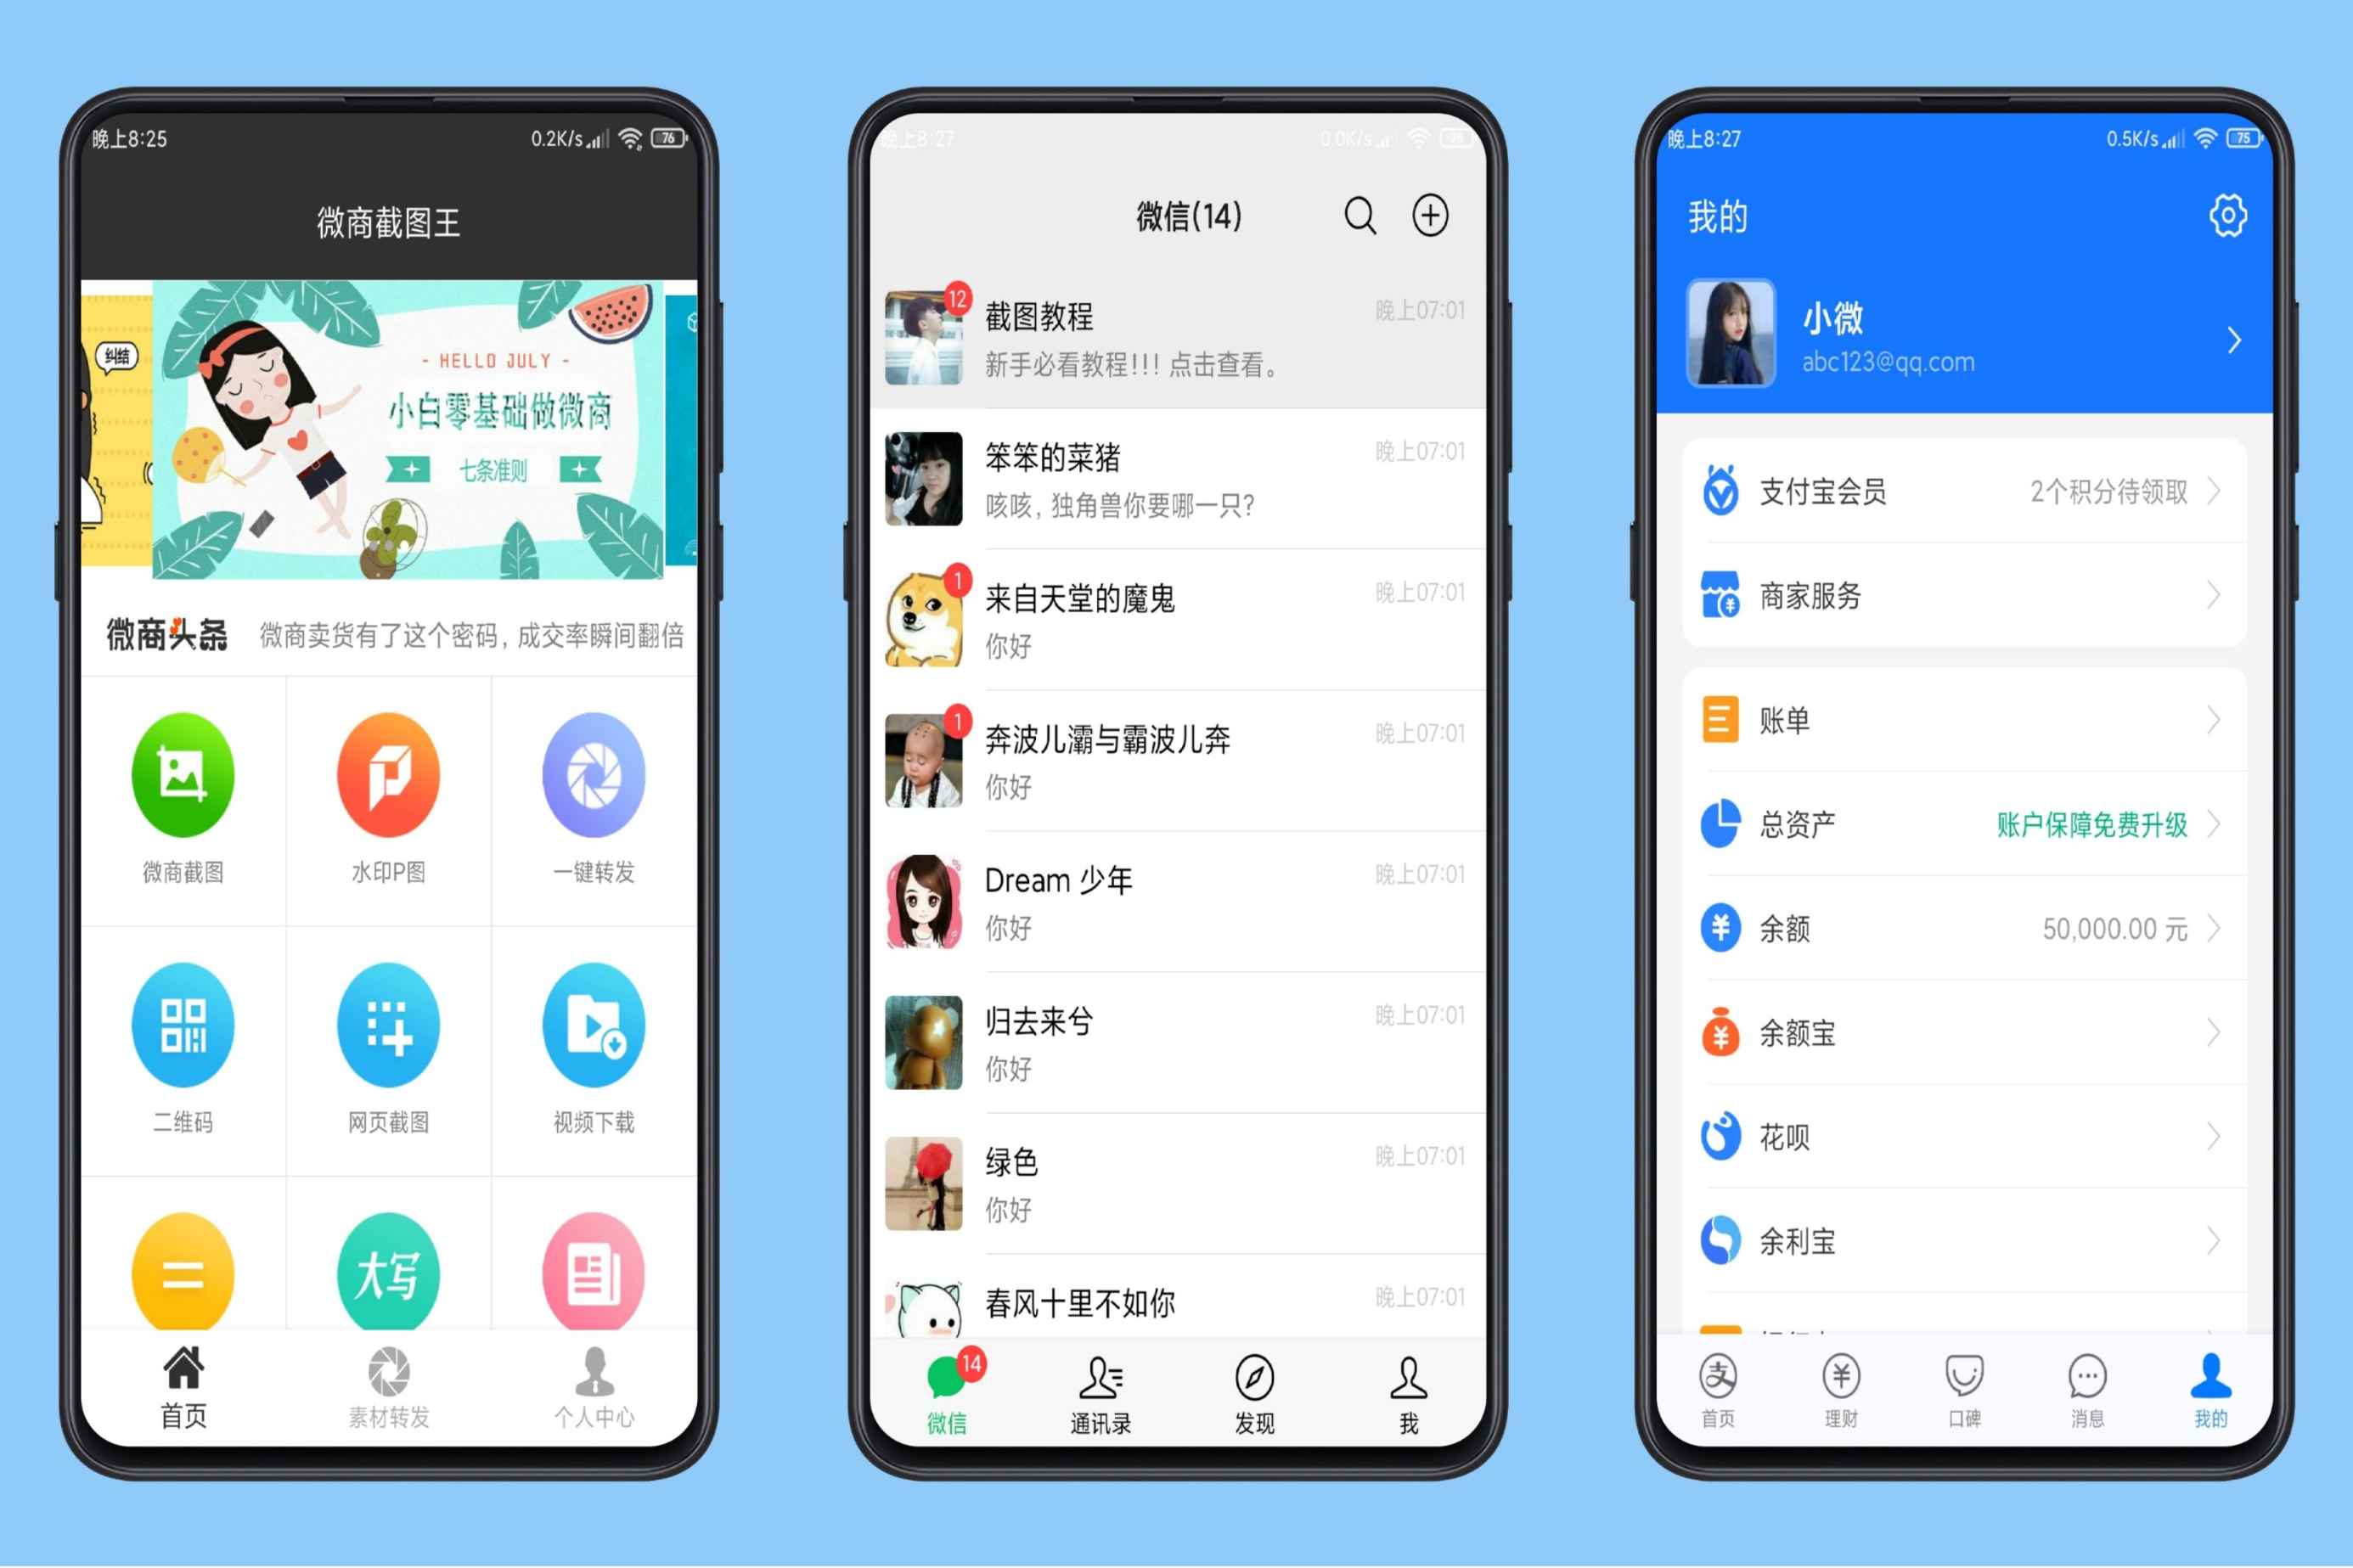 晚上8:25
0.2K/s
76
微商截图王
纠结
- HELLO JULY -
小白零基础做微商
七条准则
微商头条
微商卖货有了这个密码，成交率瞬间翻倍
微商截图
水印P图
一键转发
二维码
网页截图
视频下载
大写
首页
素材转发
个人中心
晚上8:27
0.0K/s
微信(14)
12
截图教程
晚上07:01
新手必看教程!!! 点击查看。
笨笨的菜猪
晚上07:01
咳咳，独角兽你要哪一只?
1
来自天堂的魔鬼
晚上07:01
你好
1
奔波儿灞与霸波儿奔
晚上07:01
你好
Dream 少年
晚上07:01
你好
归去来兮
晚上07:01
你好
绿色
晚上07:01
你好
春风十里不如你
晚上07:01
14
微信
通讯录
发现
我
晚上8:27
0.5K/s
75
我的
小微
abc123@qq.com
支付宝会员
2个积分待领取
商家服务
账单
总资产
账户保障免费升级
余额
50,000.00 元
余额宝
花呗
余利宝
支
首页
理财
口碑
消息
我的